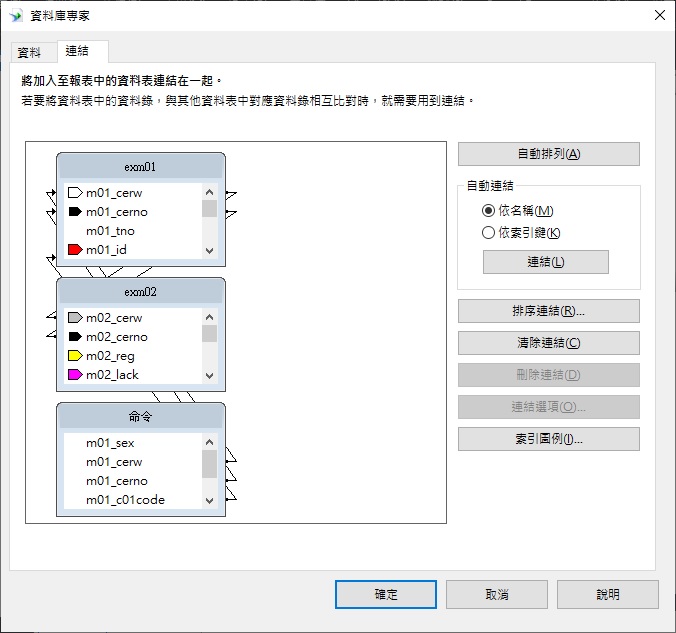 資料庫專家
資料
連結
將加入至報表中的資料表連結在一起。
若要將資料表中的資料錄，與其他資料表中對應資料錄相互比對時，就需要用到連結。
exm01
m01_cerw
m01_cerno
m01_tno
m01_id
exm02
m02_cerw
m02_cerno
m02_reg
m02_lack
命令
m01_sex
m01_cerw
m01_cerno
m01_c01code
自動排列(A)
自動連結
依名稱(M)
依索引鍵(K)
連結(L)
排序連結(R)...
清除連結(C)
刪除連結(D)
連結選項(O)...
索引圖例(I)...
確定
取消
說明